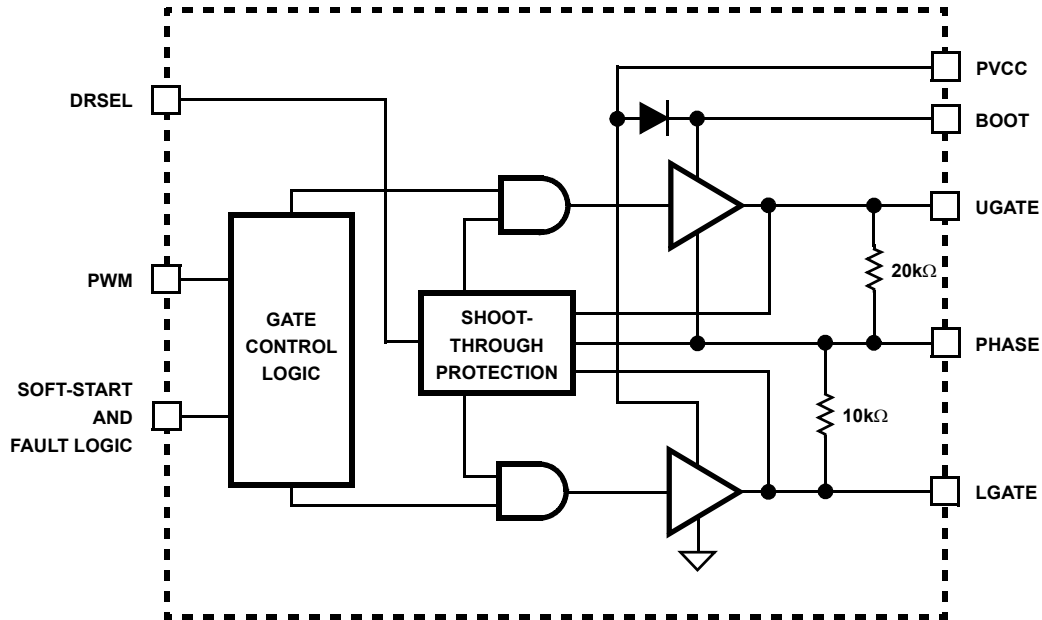 PVCC
DRSEL
BOOT
UGATE
PWM
20kΩ
GATE
CONTROL
LOGIC
SHOOT-
THROUGH
PROTECTION
PHASE
SOFT-START
AND
FAULT LOGIC
10kΩ
LGATE